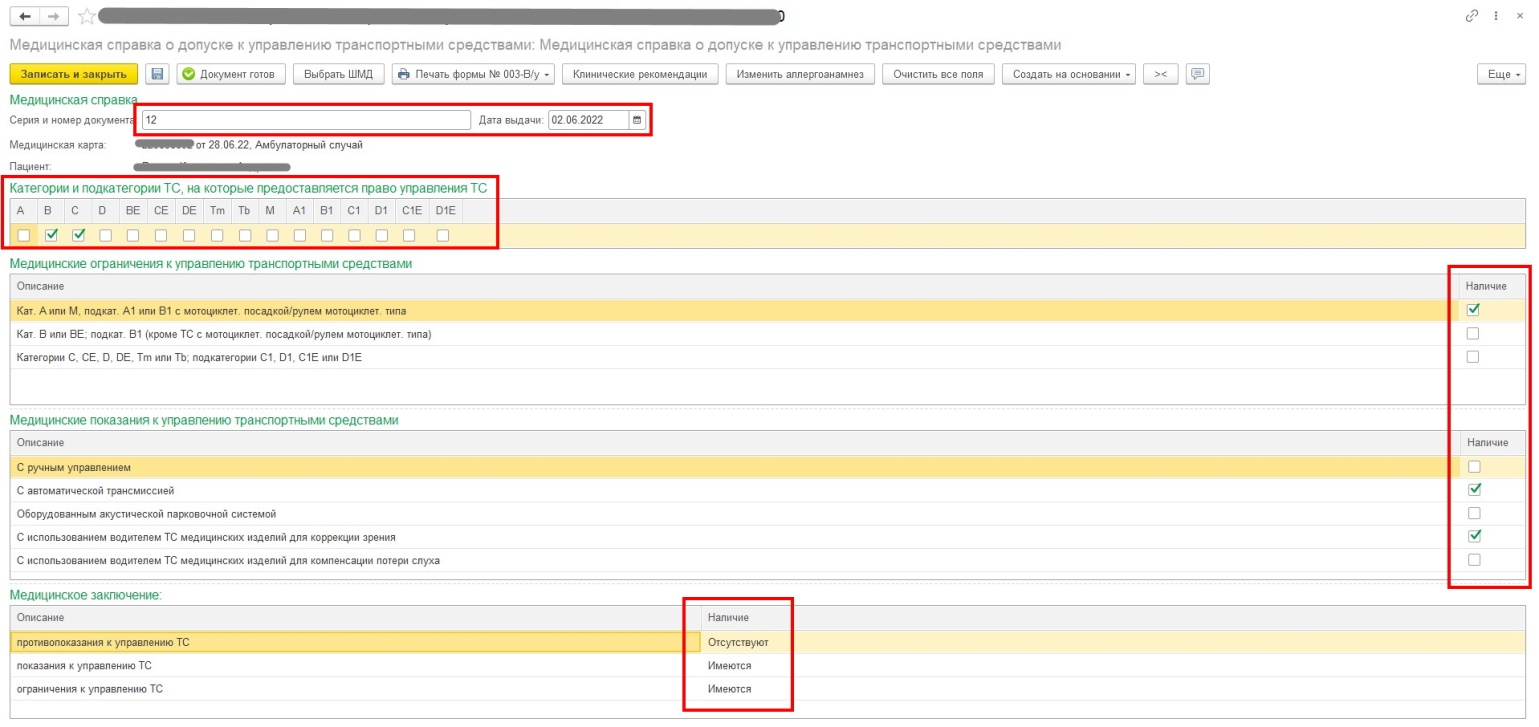 Медицинская справка о допуске к управлению транспортными средствами: Медицинская справка о допуске к управлению транспортными средствами
Записать и закрыть Документ готов Выбрать ШМД Печать формы № 003-В/у Клинические рекомендации Изменить аллергоанамнез Очистить все поля Создать на основании >< Еще
Медицинская справка
Серия и номер документа 12 Дата выдачи: 02.06.2022
Медицинская карта: от 28.06.22, Амбулаторный случай
Пациент:
Категории и подкатегории ТС, на которые предоставляется право управления ТС
A B C D BE CE DE Tm Tb M A1 B1 C1 D1 C1E D1E
Медицинские ограничения к управлению транспортными средствами
Описание Наличие
Кат. А или М, подкат. А1 или В1 с мотоциклет. посадкой/рулем мотоциклет. типа
Кат. В или ВЕ; подкат. В1 (кроме ТС с мотоциклет. посадкой/рулем мотоциклет. типа)
Категории С, СЕ, D, DE, Tm или Tb; подкатегории C1, D1, C1E или D1E
Медицинские показания к управлению транспортными средствами
Описание Наличие
С ручным управлением
С автоматической трансмиссией
Оборудованным акустической парковочной системой
С использованием водителем ТС медицинских изделий для коррекции зрения
С использованием водителем ТС медицинских изделий для компенсации потери слуха
Медицинское заключение:
Описание Наличие
противопоказания к управлению ТС Отсутствуют
показания к управлению ТС Имеются
ограничения к управлению ТС Имеются